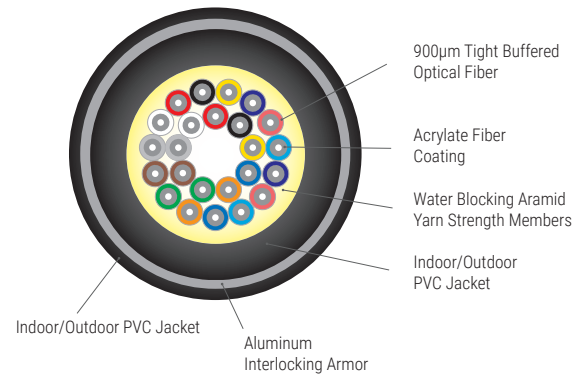 900µm Tight Buffered
Optical Fiber
Acrylate Fiber
Coating
Water Blocking Aramid
Yarn Strength Members
Indoor/Outdoor
PVC Jacket
Indoor/Outdoor PVC Jacket
Aluminum
Interlocking Armor